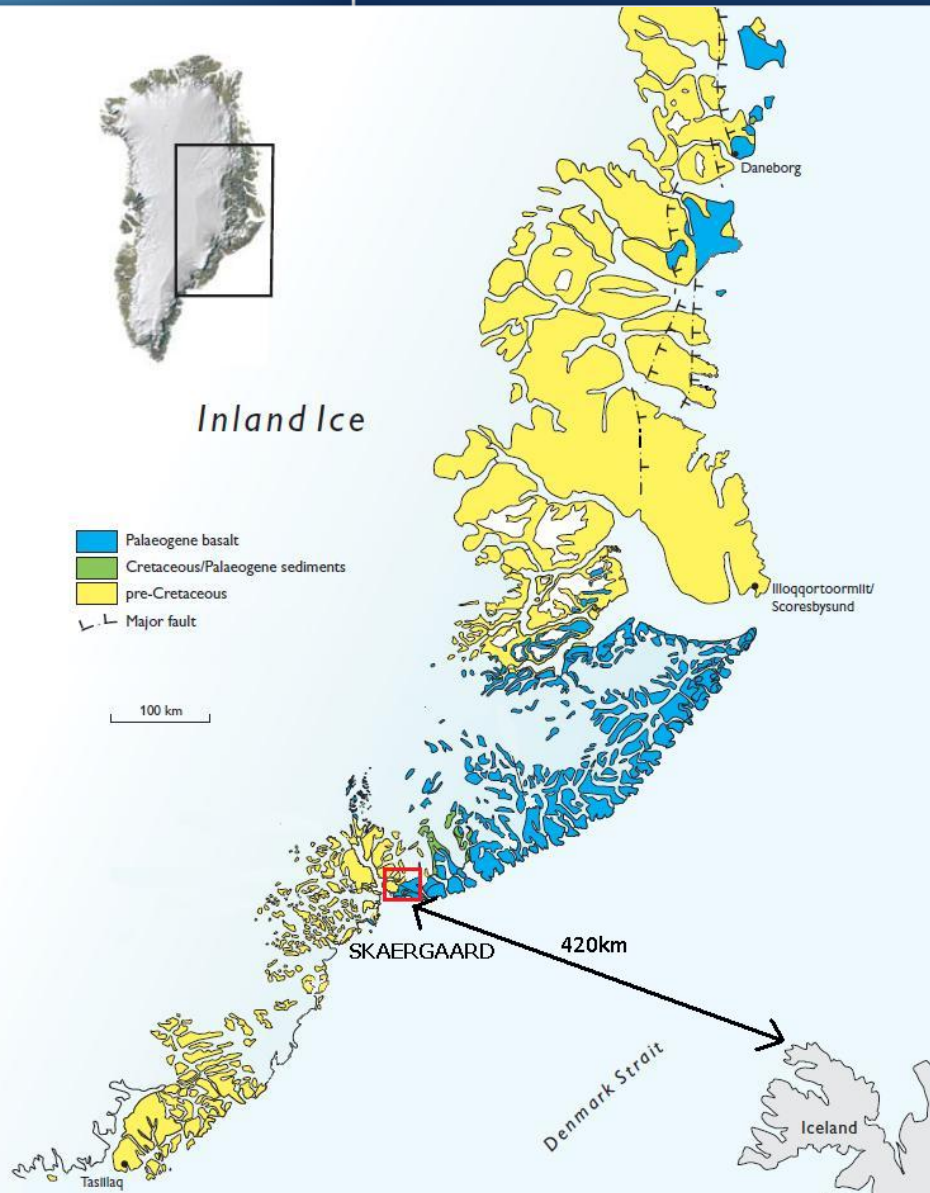 Daneborg
Inland Ice
Palaeogene basalt
Cretaceous/Palaeogene sediments
pre-Cretaceous
Major fault
Illoqqortoormiit/
Scoresbysund
100 km
SKAERGAARD
420km
Denmark Strait
Iceland
Tasiilaq